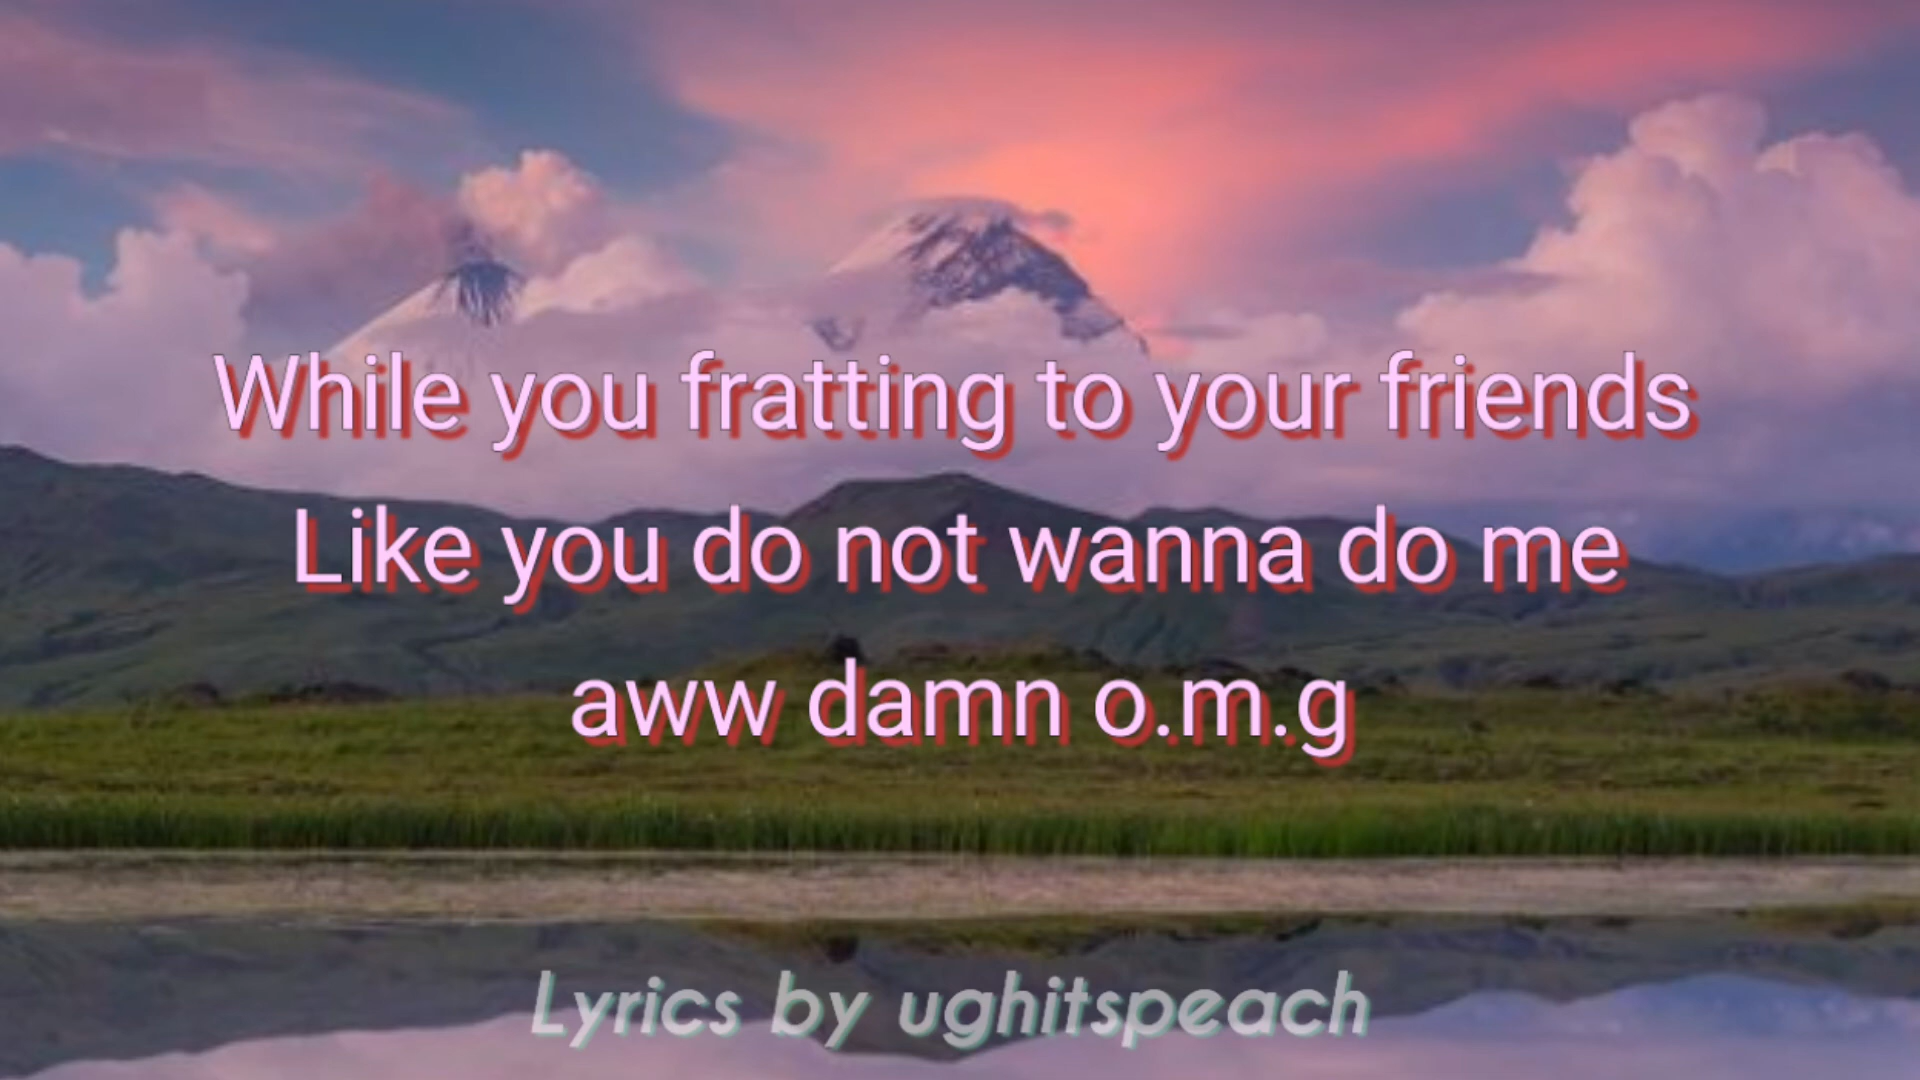 While you fratting to your friends
Like you do not wanna do me
aww damn o.m.g
Lyrics by ughitspeach